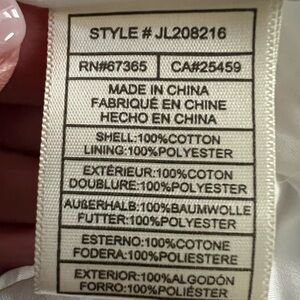 STYLE # JL208216
RN#67365 CA#25459
MADE IN CHINA
FABRIQUÉ EN CHINE
HECHO EN CHINA
SHELL:100%COTTON
LINING:100%POLYESTER
EXTÉRIEUR:100%COTON
DOUBLURE:100%POLYESTER
AUßERHALB:100%BAUMWOLLE
FUTTER:100%POLYESTER
ESTERNO:100%COTONE
FODERA:100%POLIESTERE
EXTERIOR:100%ALGODÓN
FORRO:100%POLIÉSTER